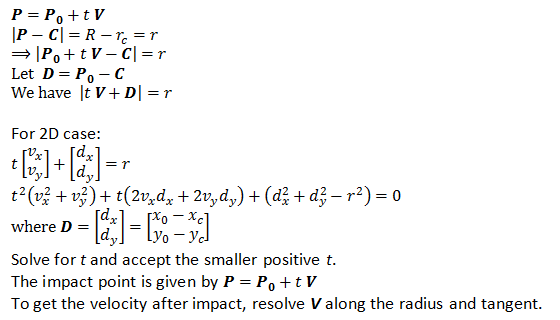 P = P₀ + t V
|P − C| = R − r꜀ = r
⟹ |P₀ + t V − C| = r
Let D = P₀ − C
We have |t V + D| = r
For 2D case:
t [vₓ; v_y] + [dₓ; d_y] = r
t²(vₓ² + v_y²) + t(2vₓdₓ + 2v_yd_y) + (dₓ² + d_y² − r²) = 0
where D = [dₓ; d_y] = [x₀ − x꜀; y₀ − y꜀]
Solve for t and accept the smaller positive t.
The impact point is given by P = P₀ + t V
To get the velocity after impact, resolve V along the radius and tangent.